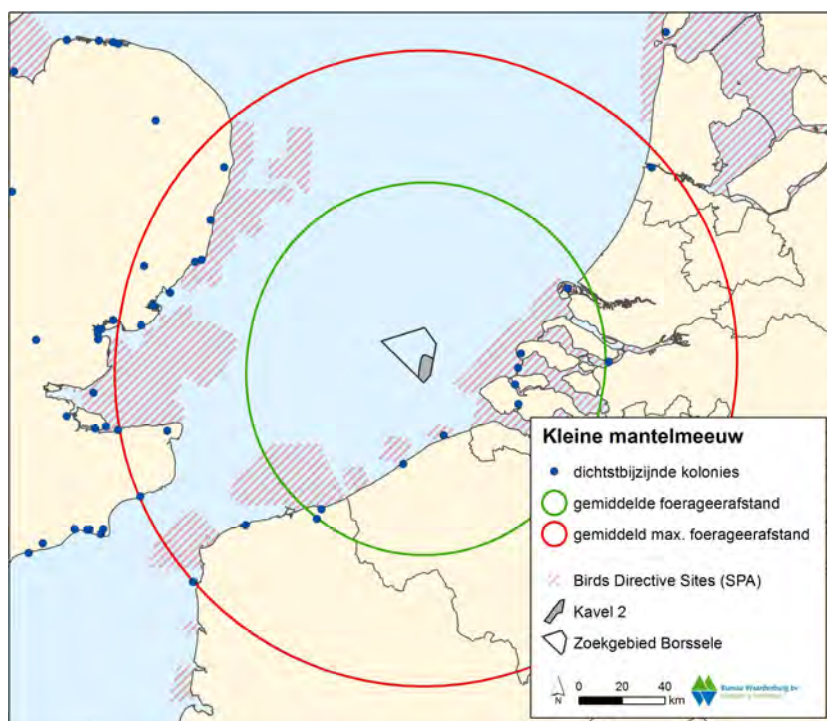 Kleine mantelmeeuw
dichtstbijzijnde kolonies
gemiddelde foerageerafstand
gemiddeld max. foerageerafstand
Birds Directive Sites (SPA)
Kavel 2
Zoekgebied Borssele
N
0 20 40
km
Bureau Waardenburg bv